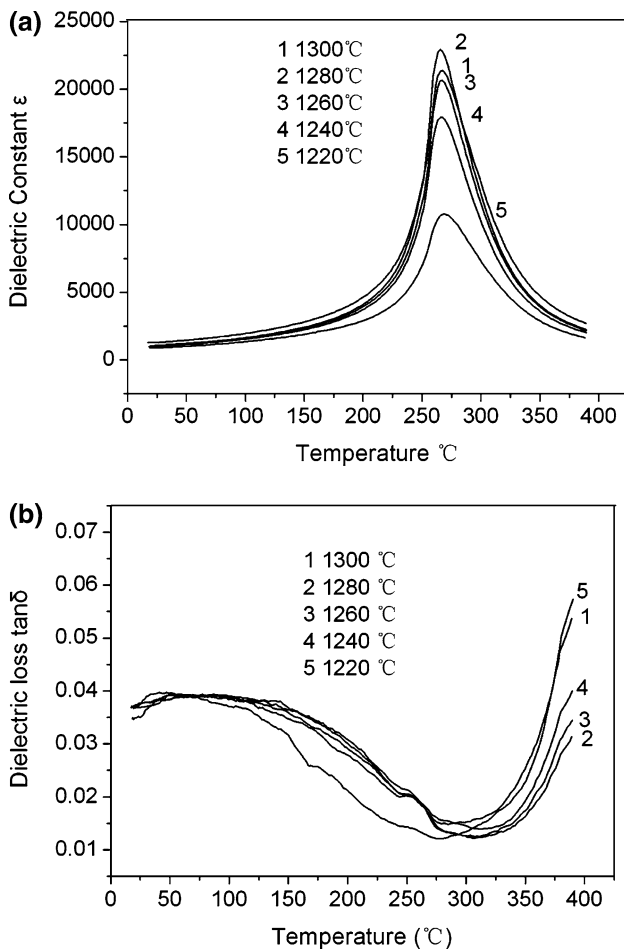 (a)
25000
20000
15000
10000
5000
0
Dielectric Constant ε
1 1300℃
2 1280℃
3 1260℃
4 1240℃
5 1220℃
2
1
3
4
5
0 50 100 150 200 250 300 350 400
Temperature ℃
(b)
0.07
0.06
0.05
0.04
0.03
0.02
0.01
Dielectric loss tanδ
1 1300 ℃
2 1280 ℃
3 1260 ℃
4 1240 ℃
5 1220 ℃
5
1
4
3
2
0 50 100 150 200 250 300 350 400
Temperature (℃)